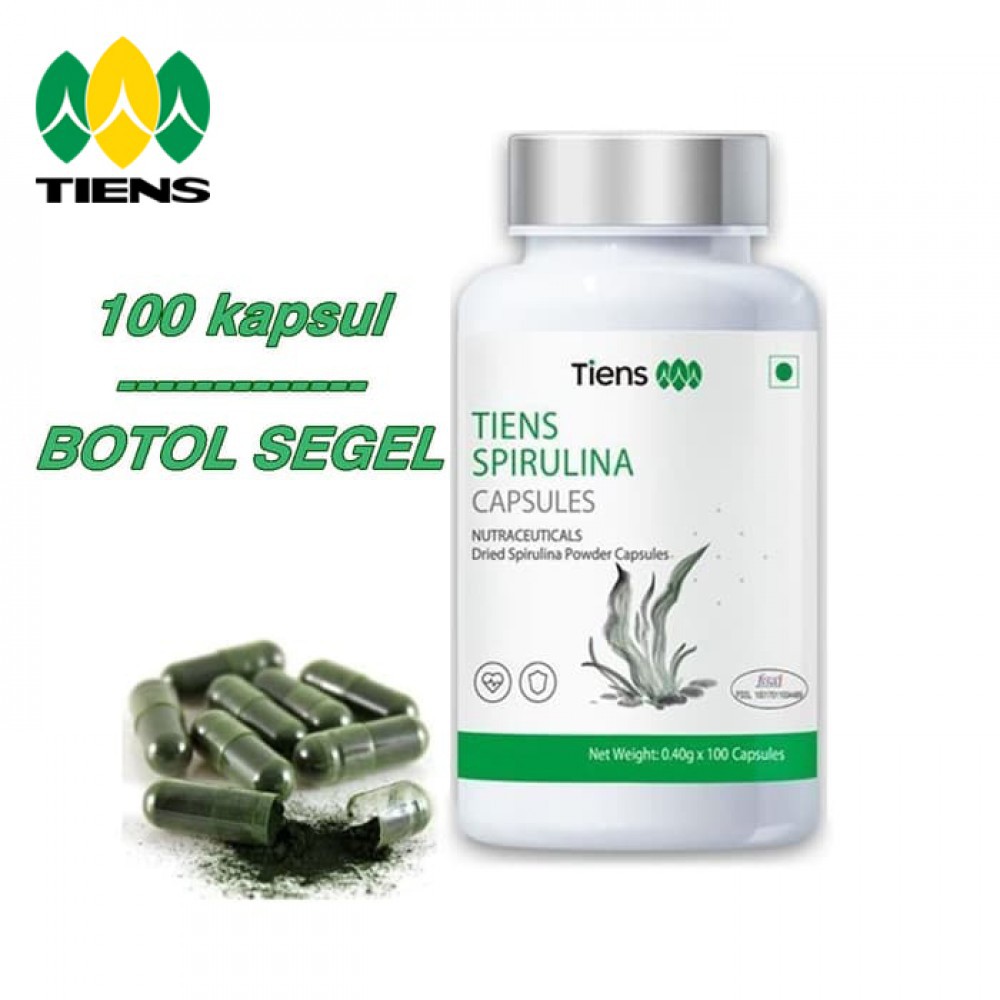 TIENS
100 kapsul
BOTOL SEGEL
Tiens
TIENS
SPIRULINA
CAPSULES
NUTRACEUTICALS
Dried Spirulina Powder Capsules
fssai
Net Weight: 0.40g x 100 Capsules